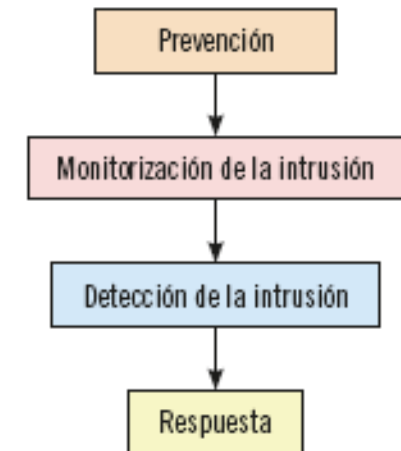 Prevención
Monitorización de la intrusión
Detección de la intrusión
Respuesta